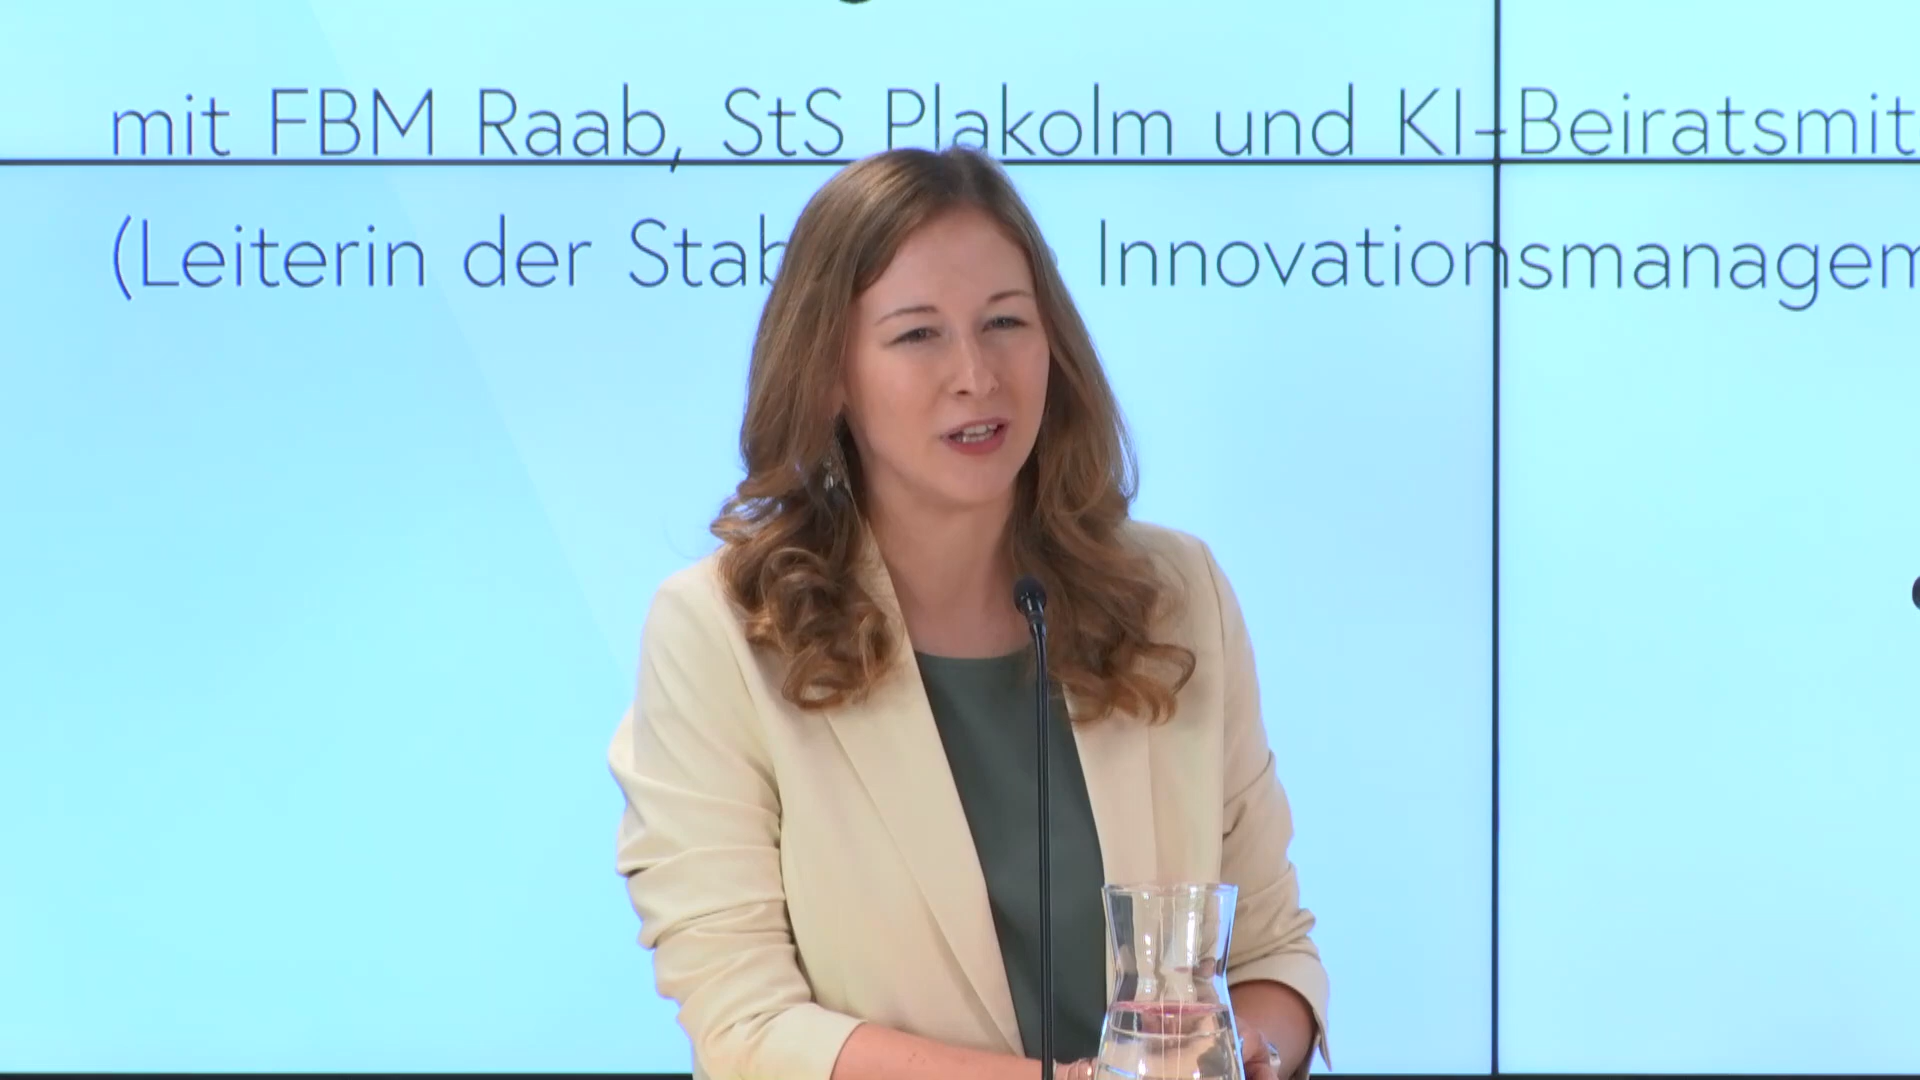 mit FBM Raab, StS Plakolm und KI-Beiratsmit
(Leiterin der Stab Innovationsmanagem